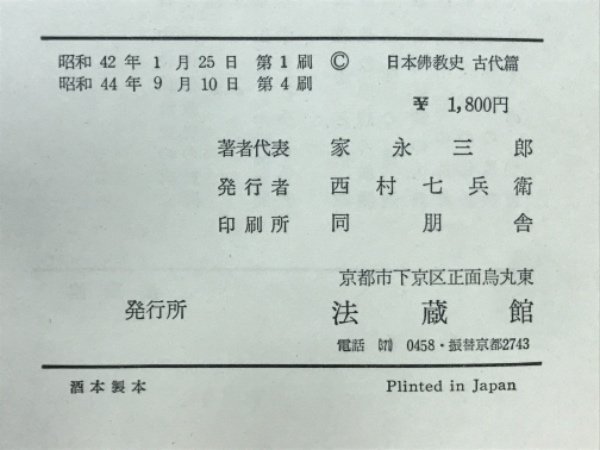 昭和 42 年 1 月 25 日 第 1 刷 © 日本佛教史 古代篇
昭和 44 年 9 月 10 日 第 4 刷
¥ 1,800円
著者代表 家永三郎
発行者 西村七兵衛
印刷所 同朋舎
京都市下京区正面烏丸東
発行所 法蔵館
電話 ㈹ 0458・振替京都2743
酒本製本 Plinted in Japan